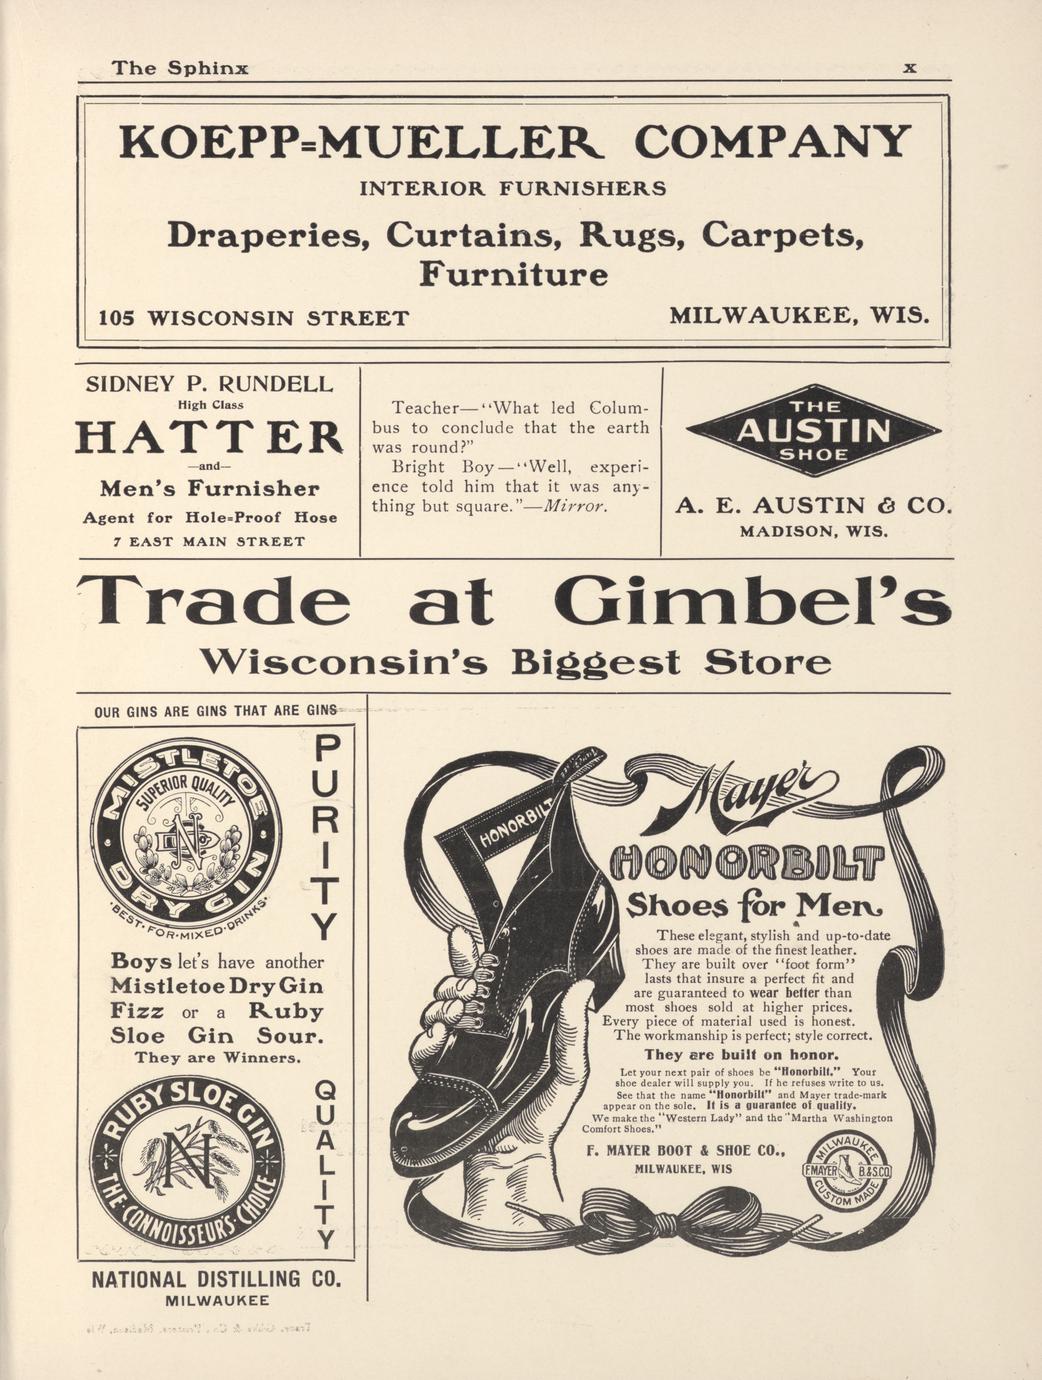 The Sphinx x
KOEPP=MUELLER COMPANY
INTERIOR FURNISHERS
Draperies, Curtains, Rugs, Carpets,
Furniture
105 WISCONSIN STREET MILWAUKEE, WIS.
SIDNEY P. RUNDELL
High Class
HATTER
—and—
Men's Furnisher
Agent for Hole=Proof Hose
7 EAST MAIN STREET
Teacher—"What led Colum-
bus to conclude that the earth
was round?"
Bright Boy—"Well, experi-
ence told him that it was any-
thing but square."—Mirror.
THE
AUSTIN
SHOE
A. E. AUSTIN & CO.
MADISON, WIS.
Trade at Gimbel's
Wisconsin's Biggest Store
OUR GINS ARE GINS THAT ARE GINS
MISTLETOE
SUPERIOR QUALITY
N
DRY GIN
·BEST·FOR·MIXED·DRINKS·
PURITY
Boys let's have another
Mistletoe Dry Gin
Fizz or a Ruby
Sloe Gin Sour.
They are Winners.
RUBY SLOE GIN
N
THE·CONNOISSEUR'S·CHOICE
QUALITY
NATIONAL DISTILLING CO.
MILWAUKEE
HONORBILT
Mayer
HONORBILT
Shoes for Men
These elegant, stylish and up-to-date
shoes are made of the finest leather.
They are built over "foot form"
lasts that insure a perfect fit and
are guaranteed to wear better than
most shoes sold at higher prices.
Every piece of material used is honest.
The workmanship is perfect; style correct.
They are built on honor.
Let your next pair of shoes be "Honorbilt." Your
shoe dealer will supply you. If he refuses write to us.
See that the name "Honorbilt" and Mayer trade-mark
appear on the sole. It is a guarantee of quality.
We make the "Western Lady" and the "Martha Washington
Comfort Shoes."
F. MAYER BOOT & SHOE CO.,
MILWAUKEE, WIS
MILWAUKEE
F. MAYER B. & S. CO.
CUSTOM MADE